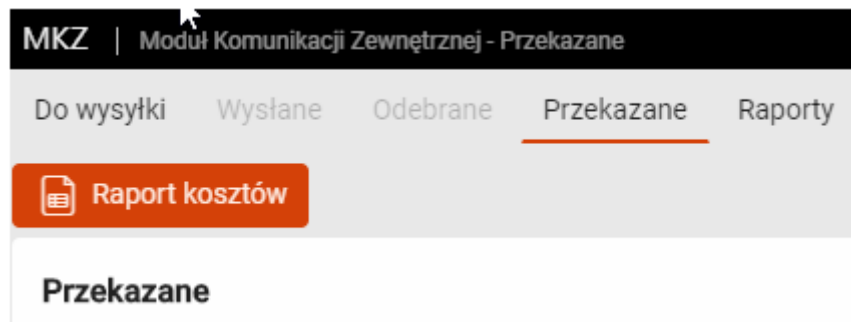 MKZ | Moduł Komunikacji Zewnętrznej - Przekazane
Do wysyłki Wysłane Odebrane Przekazane Raporty
Raport kosztów
Przekazane